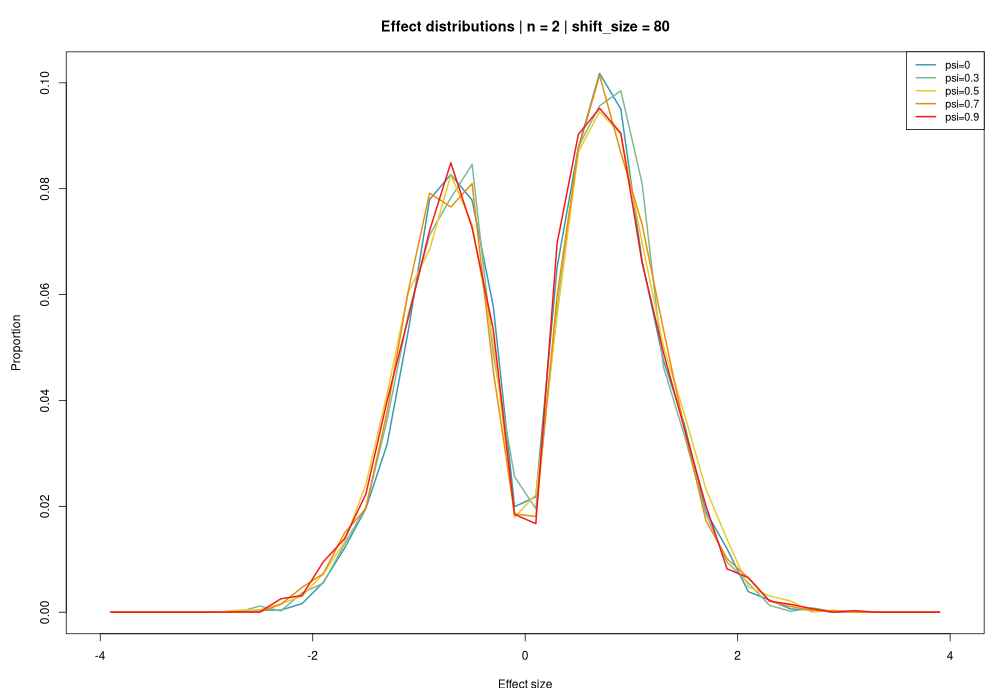 Effect distributions | n = 2 | shift_size = 80
psi=0
psi=0.3
psi=0.5
psi=0.7
psi=0.9
Proportion
0.10
0.08
0.06
0.04
0.02
0.00
-4 -2 0 2 4
Effect size